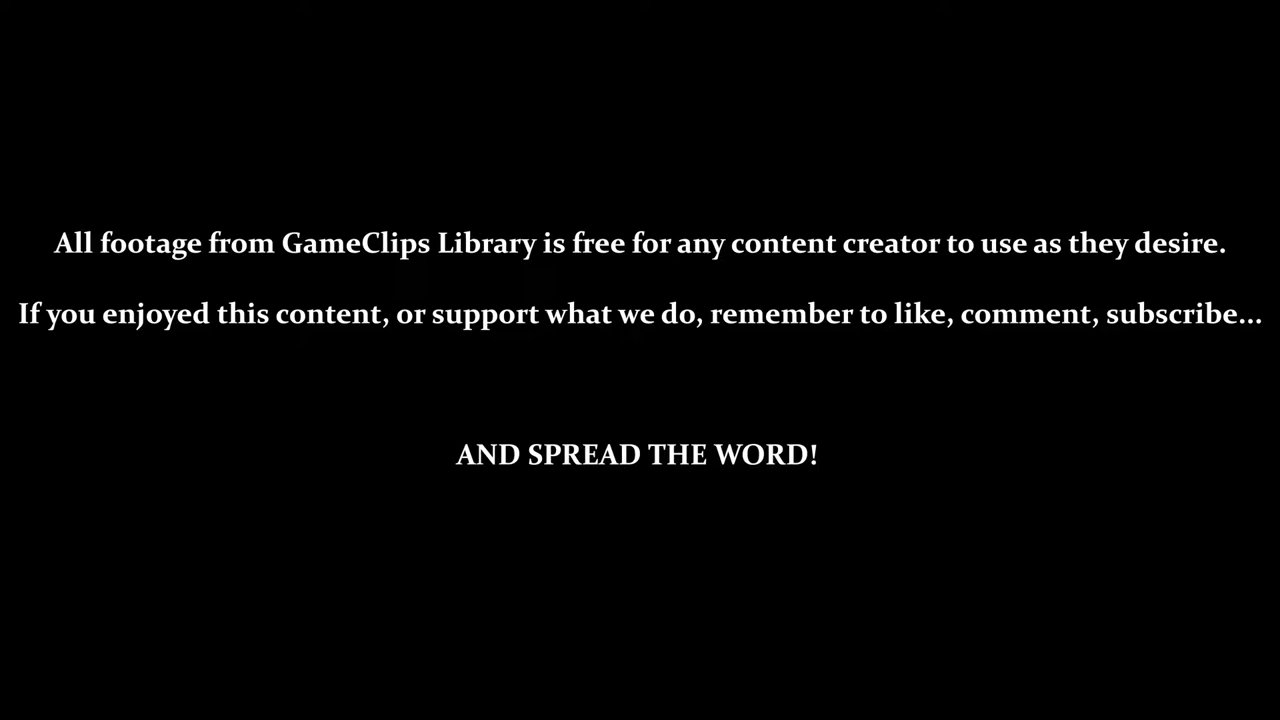 All footage from GameClips Library is free for any content creator to use as they desire.
If you enjoyed this content, or support what we do, remember to like, comment, subscribe...
AND SPREAD THE WORD!